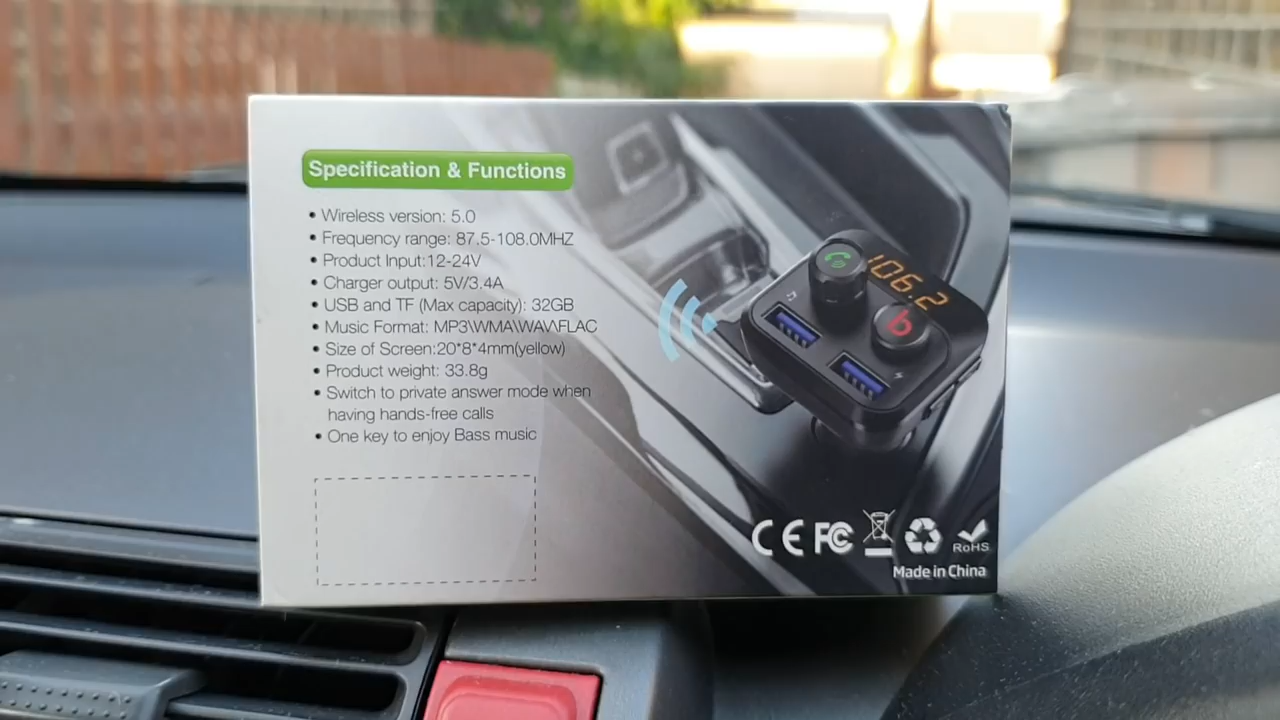 Specification & Functions
• Wireless version: 5.0
• Frequency range: 87.5-108.0MHZ
• Product Input:12-24V
• Charger output: 5V/3.4A
• USB and TF (Max capacity): 32GB
• Music Format: MP3\WMA\WAV\FLAC
• Size of Screen:20*8*4mm(yellow)
• Product weight: 33.8g
• Switch to private answer mode when
having hands-free calls
• One key to enjoy Bass music
106.2
b
CE FC
RoHS
Made in China